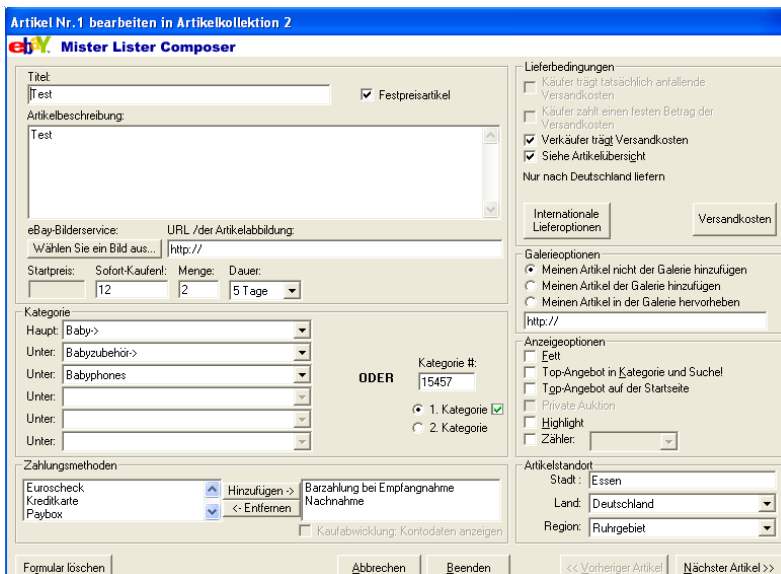 Artikel Nr.1 bearbeiten in Artikelkollektion 2
ebY. Mister Lister Composer
Titel:
Test
Festpreisartikel
Artikelbeschreibung:
Test
eBay-Bilderservice:
URL /der Artikelabbildung:
Wählen Sie ein Bild aus...
http://
Startpreis:
Sofort-Kaufen!:
Menge:
Dauer:
12
2
5 Tage
Kategorie
Haupt: Baby->
Unter: Babyzubehör->
Unter: Babyphones
Unter:
Unter:
Unter:
ODER
Kategorie #:
15457
1. Kategorie
2. Kategorie
Zahlungsmethoden
Euroscheck
Kreditkarte
Paybox
Hinzufügen ->
<- Entfernen
Barzahlung bei Empfangnahme
Nachnahme
Kaufabwicklung: Kontodaten anzeigen
Lieferbedingungen
Käufer trägt tatsächlich anfallende
Versandkosten
Käufer zahlt einen festen Betrag der
Versandkosten
Verkäufer trägt Versandkosten
Siehe Artikelübersicht
Nur nach Deutschland liefern
Internationale
Lieferoptionen
Versandkosten
Galerieoptionen
Meinen Artikel nicht der Galerie hinzufügen
Meinen Artikel der Galerie hinzufügen
Meinen Artikel in der Galerie hervorheben
http://
Anzeigeoptionen
Fett
Top-Angebot in Kategorie und Suche!
Top-Angebot auf der Startseite
Private Auktion
Highlight
Zähler:
Artikelstandort
Stadt : Essen
Land: Deutschland
Region: Ruhrgebiet
Formular löschen
Abbrechen
Beenden
<< Vorheriger Artikel
Nächster Artikel >>